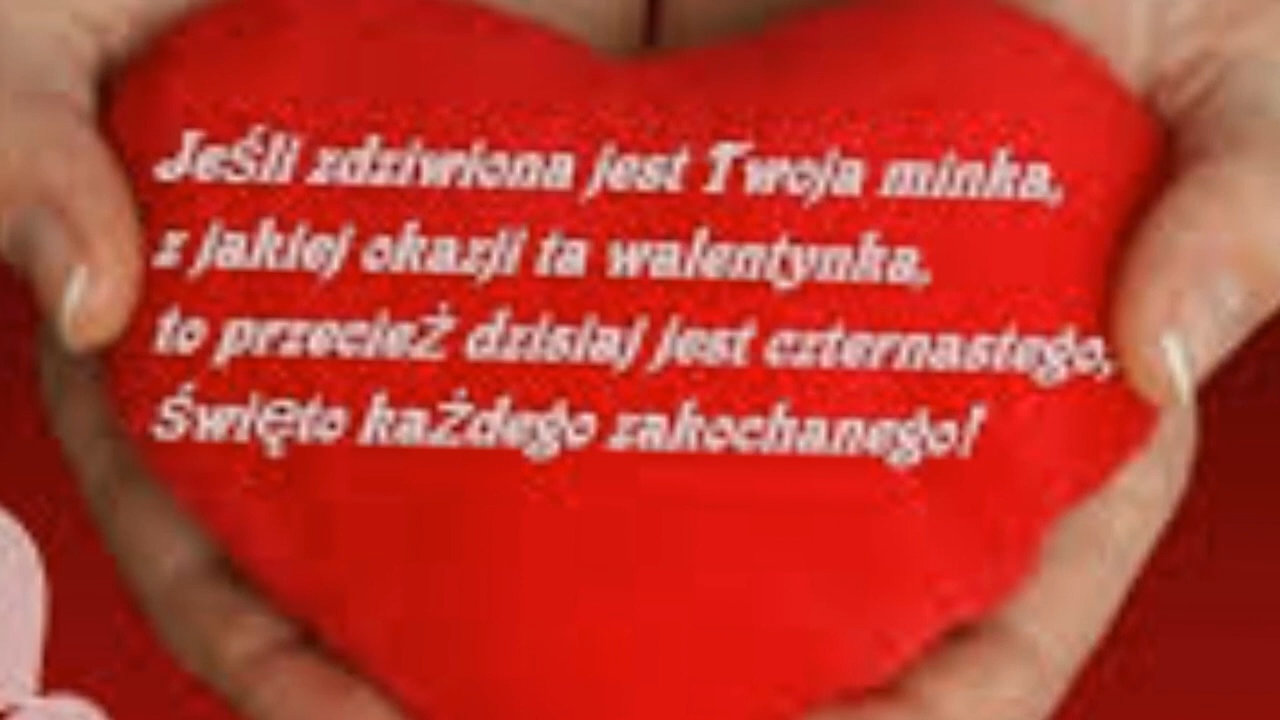 Jeśli zdziwiona jest Twoja minka,
z jakiej okazji ta walentynka,
to przecieŻ dzisiaj jest czternastego,
Święto kaŻdego zakochanego!